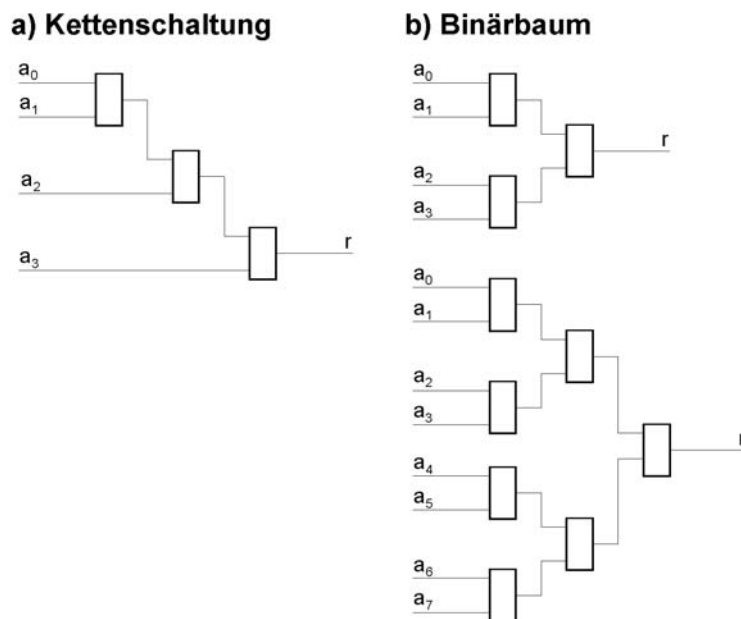 a) Kettenschaltung
a₀
a₁
a₂
a₃
r
b) Binärbaum
a₀
a₁
a₂
a₃
r
a₀
a₁
a₂
a₃
a₄
a₅
a₆
a₇